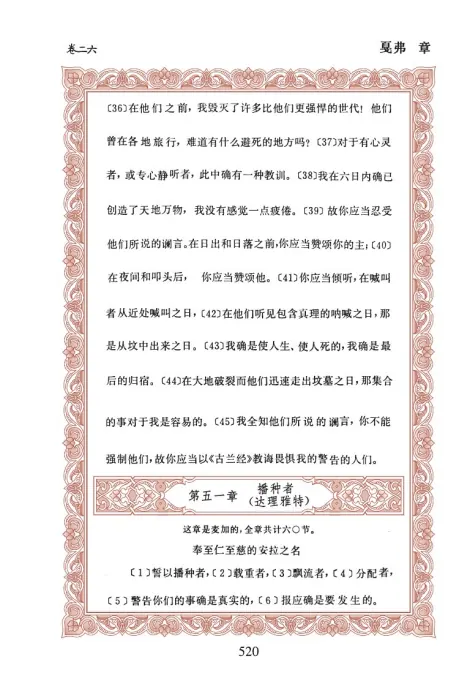 卷二六
戛弗 章
〔36〕在他们之前，我毁灭了许多比他们更强悍的世代！他们
曾在各地旅行，难道有什么避死的地方吗？〔37〕对于有心灵
者，或专心静听者，此中确有一种教训。〔38〕我在六日内确已
创造了天地万物，我没有感觉一点疲倦。〔39〕故你应当忍受
他们所说的谰言。在日出和日落之前，你应当赞颂你的主；〔40〕
在夜间和叩头后， 你应当赞颂他。〔41〕你应当倾听，在喊叫
者从近处喊叫之日，〔42〕在他们听见包含真理的呐喊之日，那
是从坟中出来之日。〔43〕我确是使人生、使人死的，我确是最
后的归宿。〔44〕在大地破裂而他们迅速走出坟墓之日，那集合
的事对于我是容易的。〔45〕我全知他们所说的谰言，你不能
强制他们，故你应当以《古兰经》教诲畏惧我的警告的人们。
第五一章 播种者
（达理雅特）
这章是麦加的，全章共计六〇节。
奉至仁至慈的安拉之名
〔1〕誓以播种者，〔2〕载重者，〔3〕飘流者，〔4〕分配者，
〔5〕警告你们的事确是真实的，〔6〕报应确是要发生的。
520